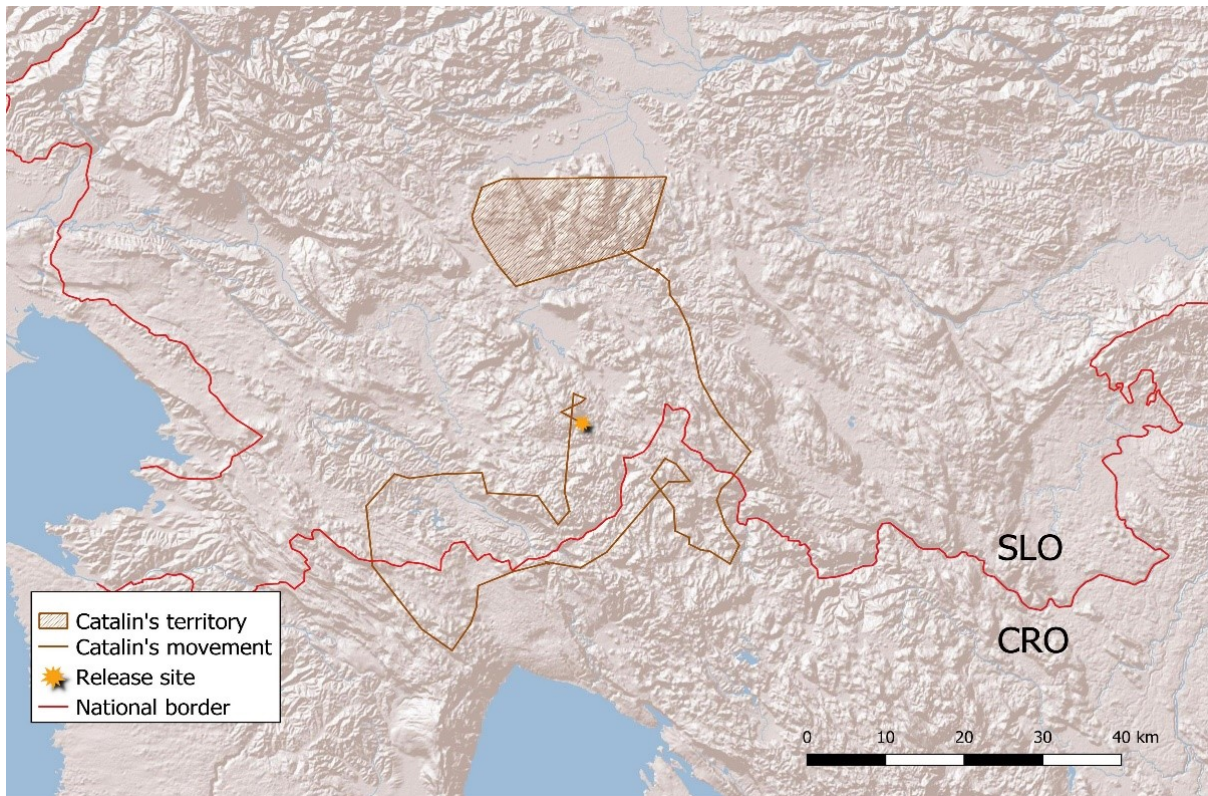 SLO
CRO
Catalin's territory
Catalin's movement
Release site
National border
0 10 20 30 40 km